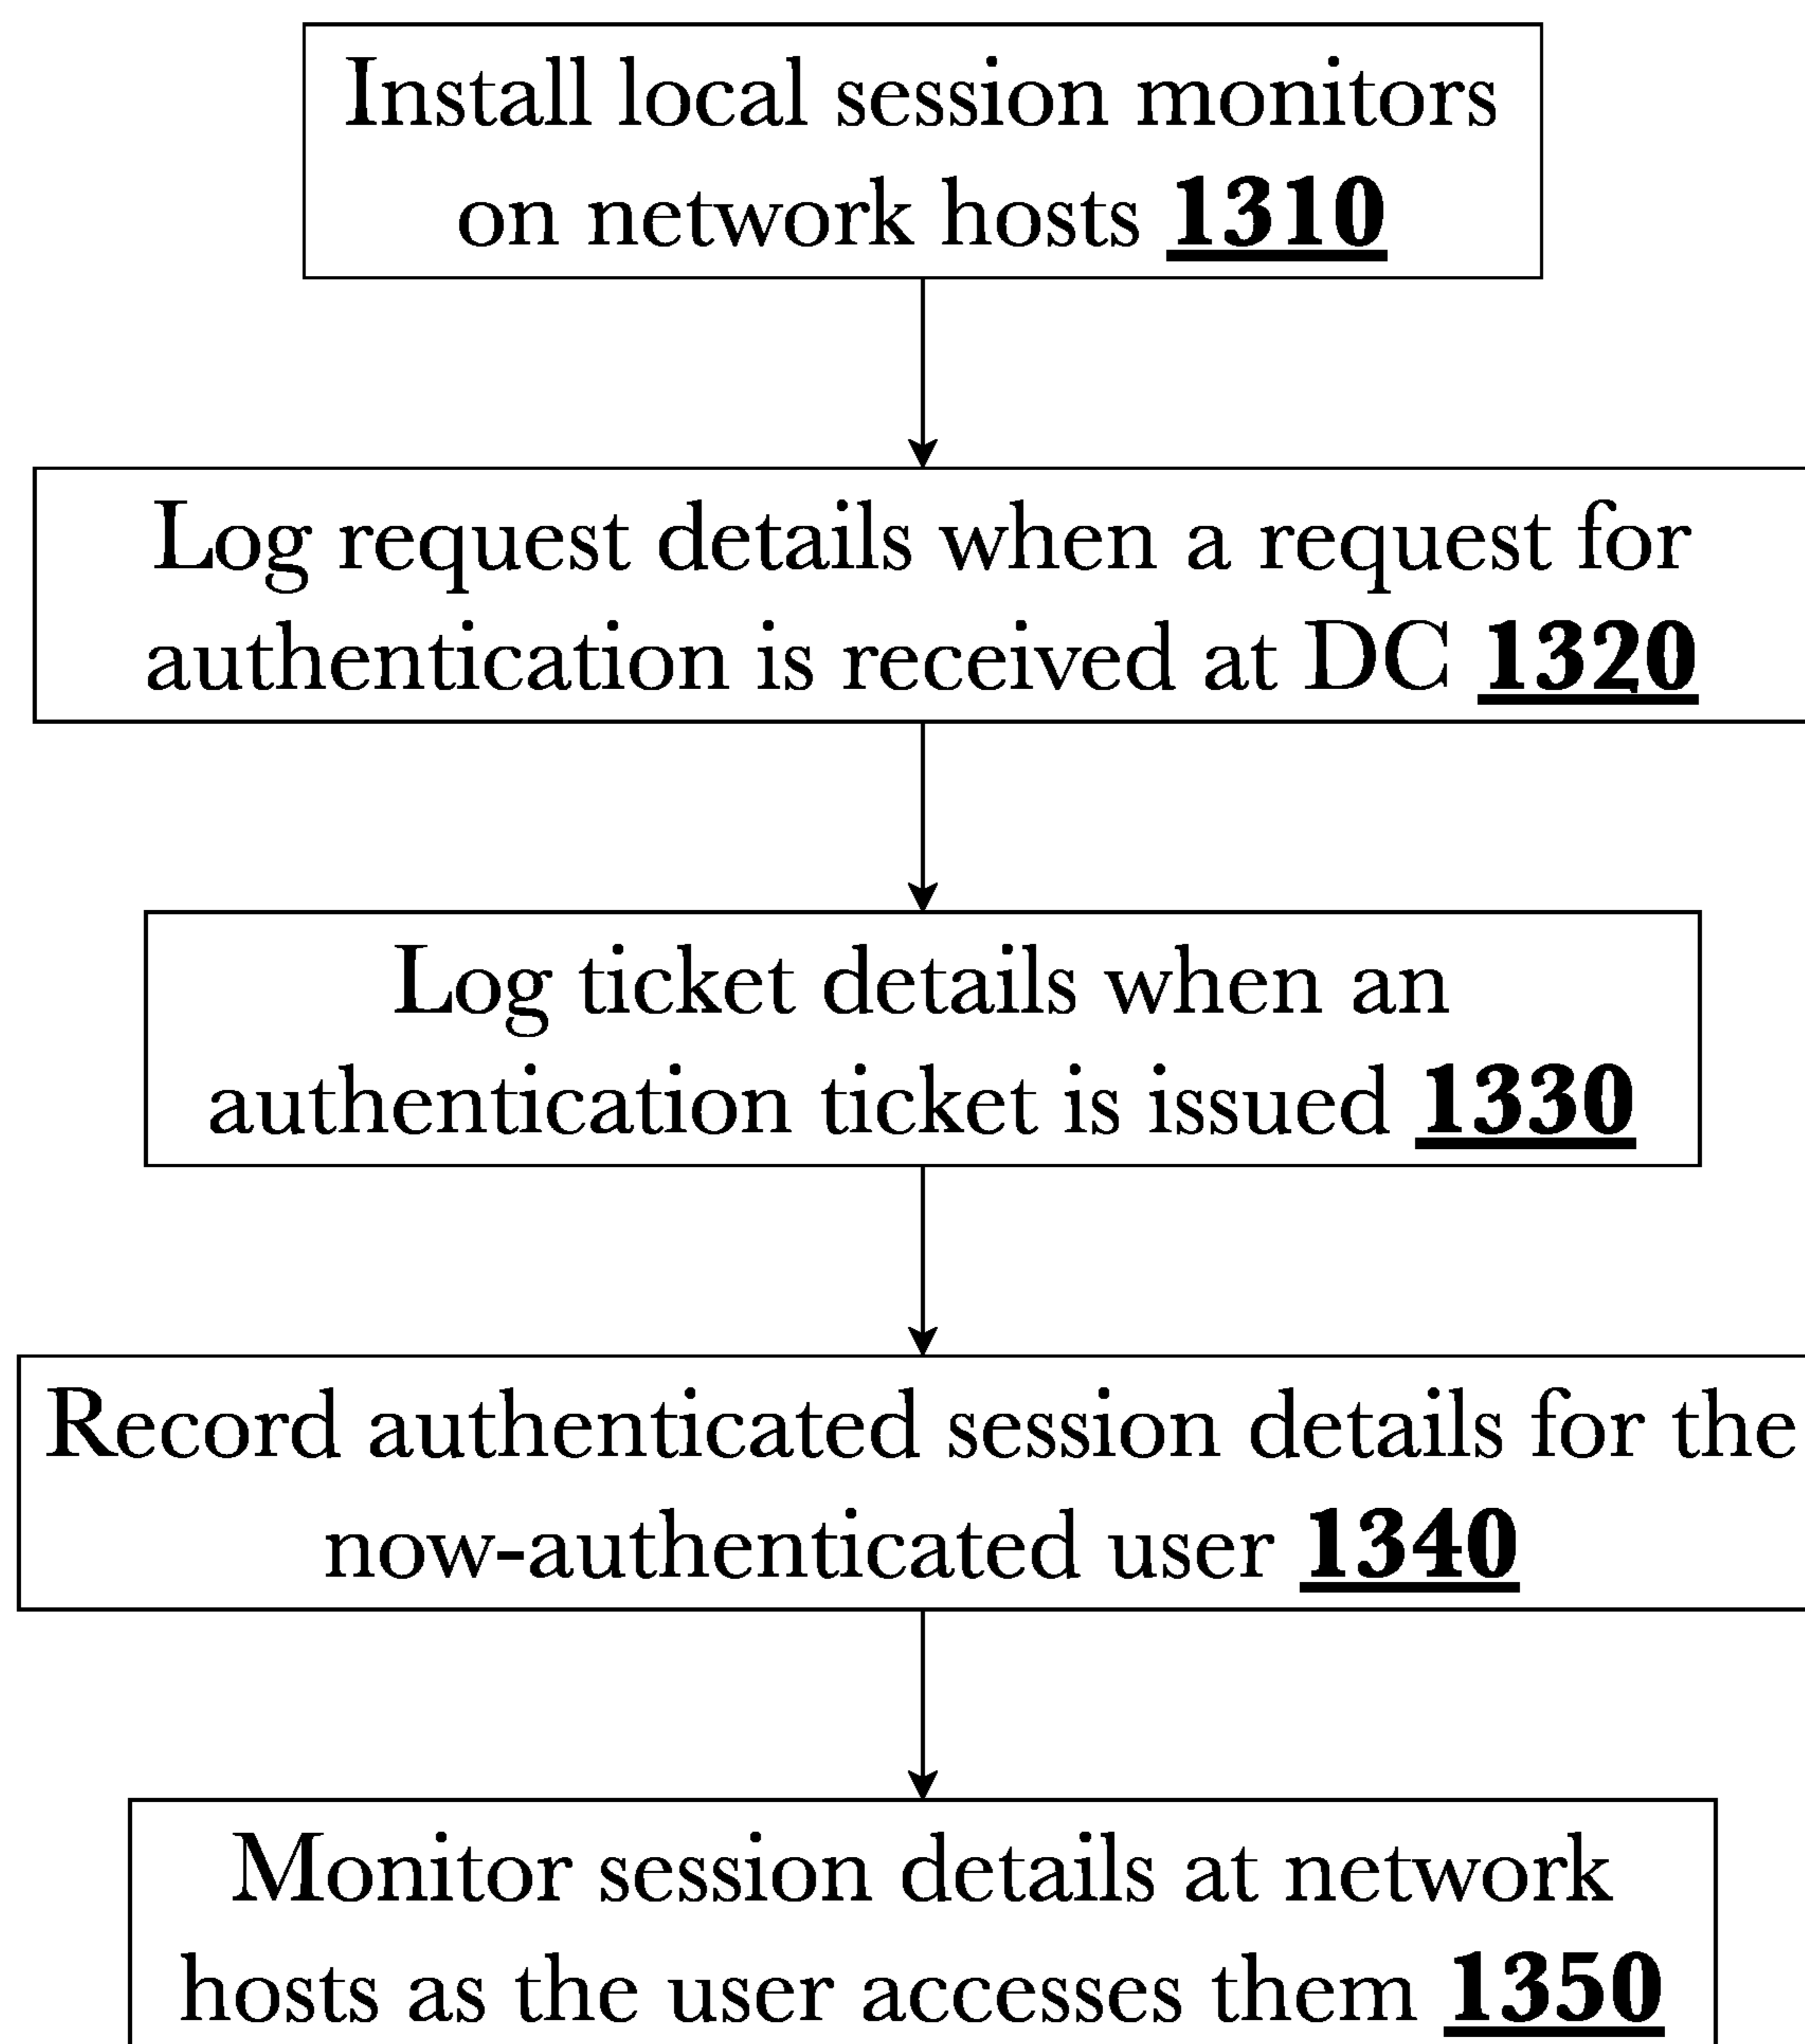 Install local session monitors
on network hosts 1310
Log request details when a request for
authentication is received at DC 1320
Log ticket details when an
authentication ticket is issued 1330
Record authenticated session details for the
now-authenticated user 1340
Monitor session details at network
hosts as the user accesses them 1350